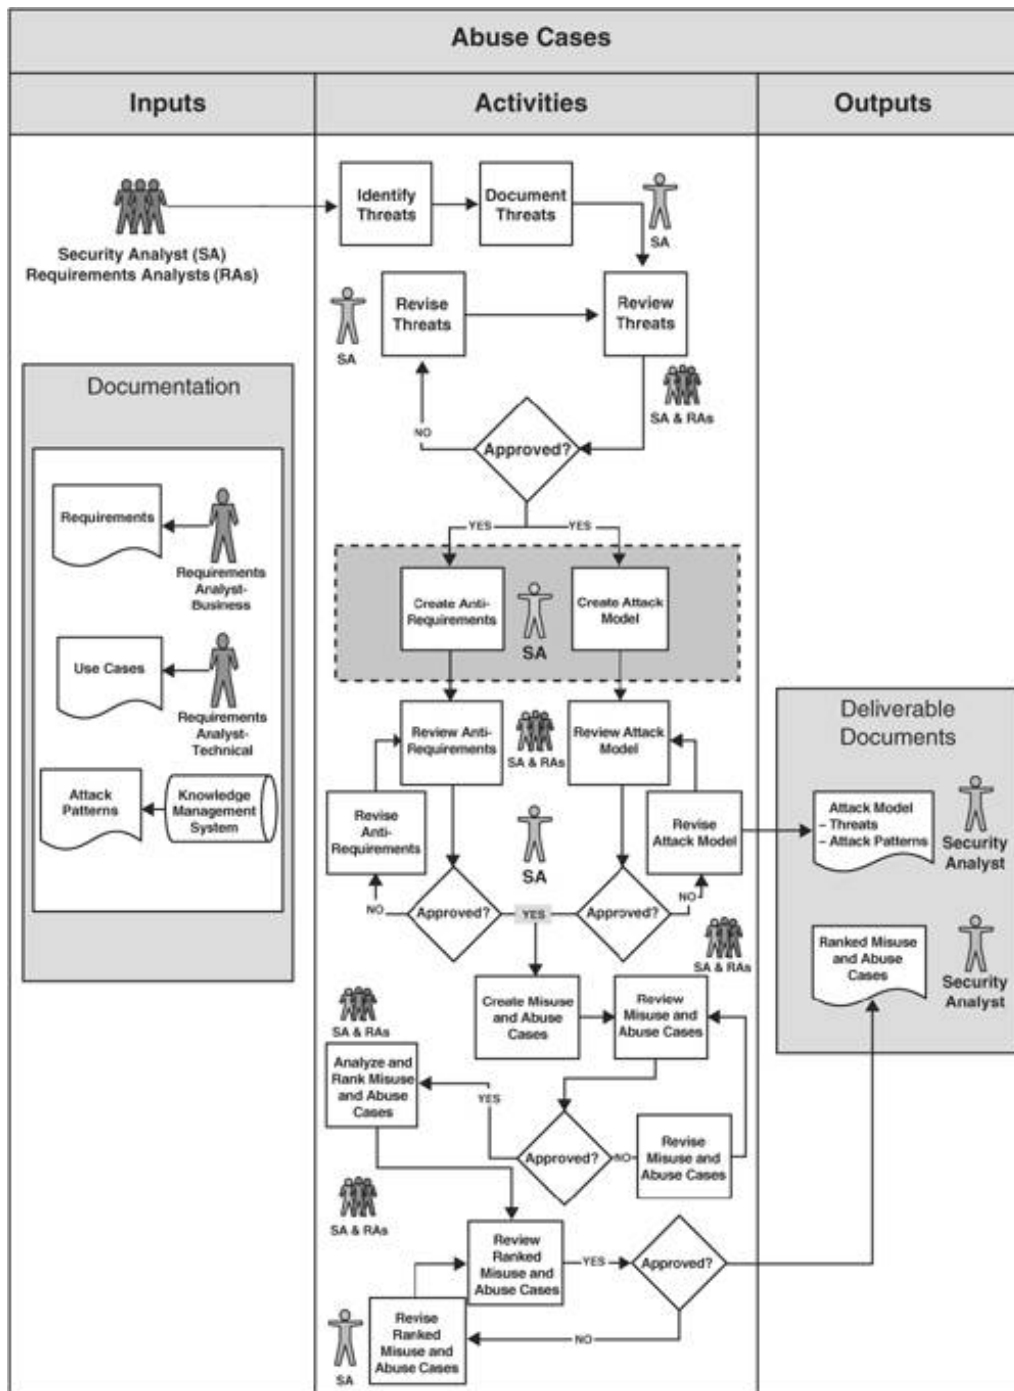 Abuse Cases
Inputs
Activities
Outputs
Security Analyst (SA)
Requirements Analysts (RAs)
Identify
Threats
Document
Threats
SA
Revise
Threats
SA
Review
Threats
SA & RAs
Approved?
NO
YES
YES
Documentation
Requirements
Requirements
Analyst-
Business
Use Cases
Requirements
Analyst-
Technical
Attack
Patterns
Knowledge
Management
System
Create Anti-
Requirements
SA
Create Attack
Model
Review Anti-
Requirements
SA & RAs
Review Attack
Model
Revise
Anti-
Requirements
SA
Revise
Attack Model
NO
Approved?
YES
Approved?
NO
SA & RAs
Create Misuse
and Abuse
Cases
Review
Misuse and
Abuse Cases
SA & RAs
Analyze and
Rank Misuse
and Abuse
Cases
YES
Approved?
NO
Revise
Misuse and
Abuse Cases
SA & RAs
Review
Ranked
Misuse and
Abuse Cases
YES
Approved?
NO
Revise
Ranked
Misuse and
Abuse Cases
SA
Deliverable
Documents
Attack Model
– Threats
– Attack Patterns
Security
Analyst
Ranked Misuse
and Abuse
Cases
Security
Analyst